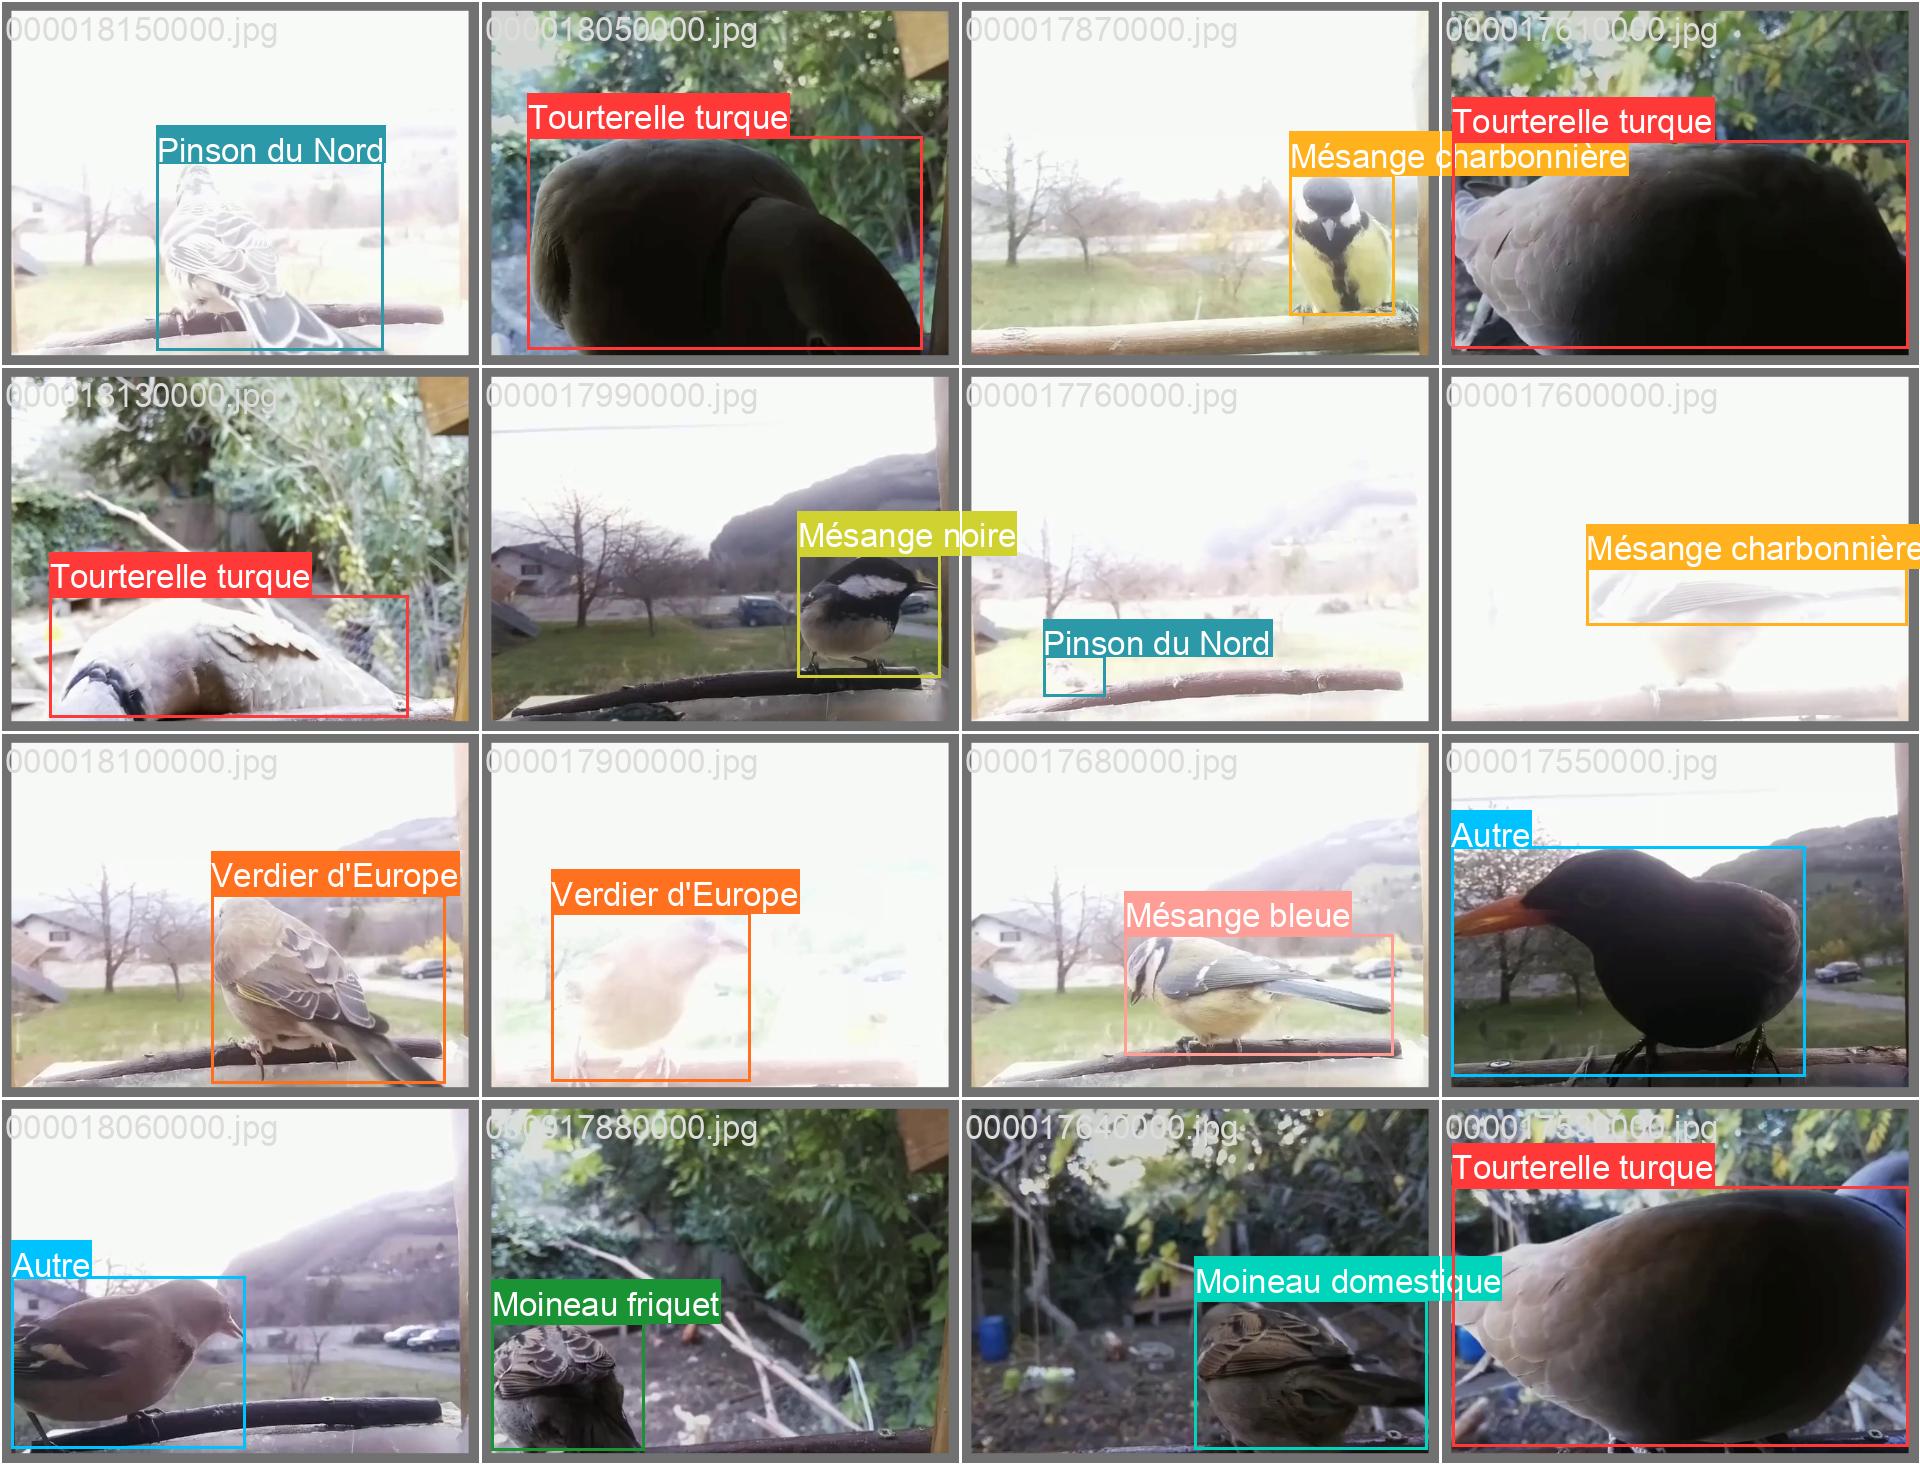 000018150000.jpg
000018050000.jpg
000017870000.jpg
000017610000.jpg
Pinson du Nord
Tourterelle turque
Mésange charbonnière
Tourterelle turque
000018130000.jpg
000017990000.jpg
000017760000.jpg
000017600000.jpg
Tourterelle turque
Mésange noire
Pinson du Nord
Mésange charbonnière
000018100000.jpg
000017900000.jpg
000017680000.jpg
000017550000.jpg
Verdier d'Europe
Verdier d'Europe
Mésange bleue
Autre
000018060000.jpg
000017880000.jpg
000017640000.jpg
Autre
Moineau friquet
Moineau domestique
Tourterelle turque